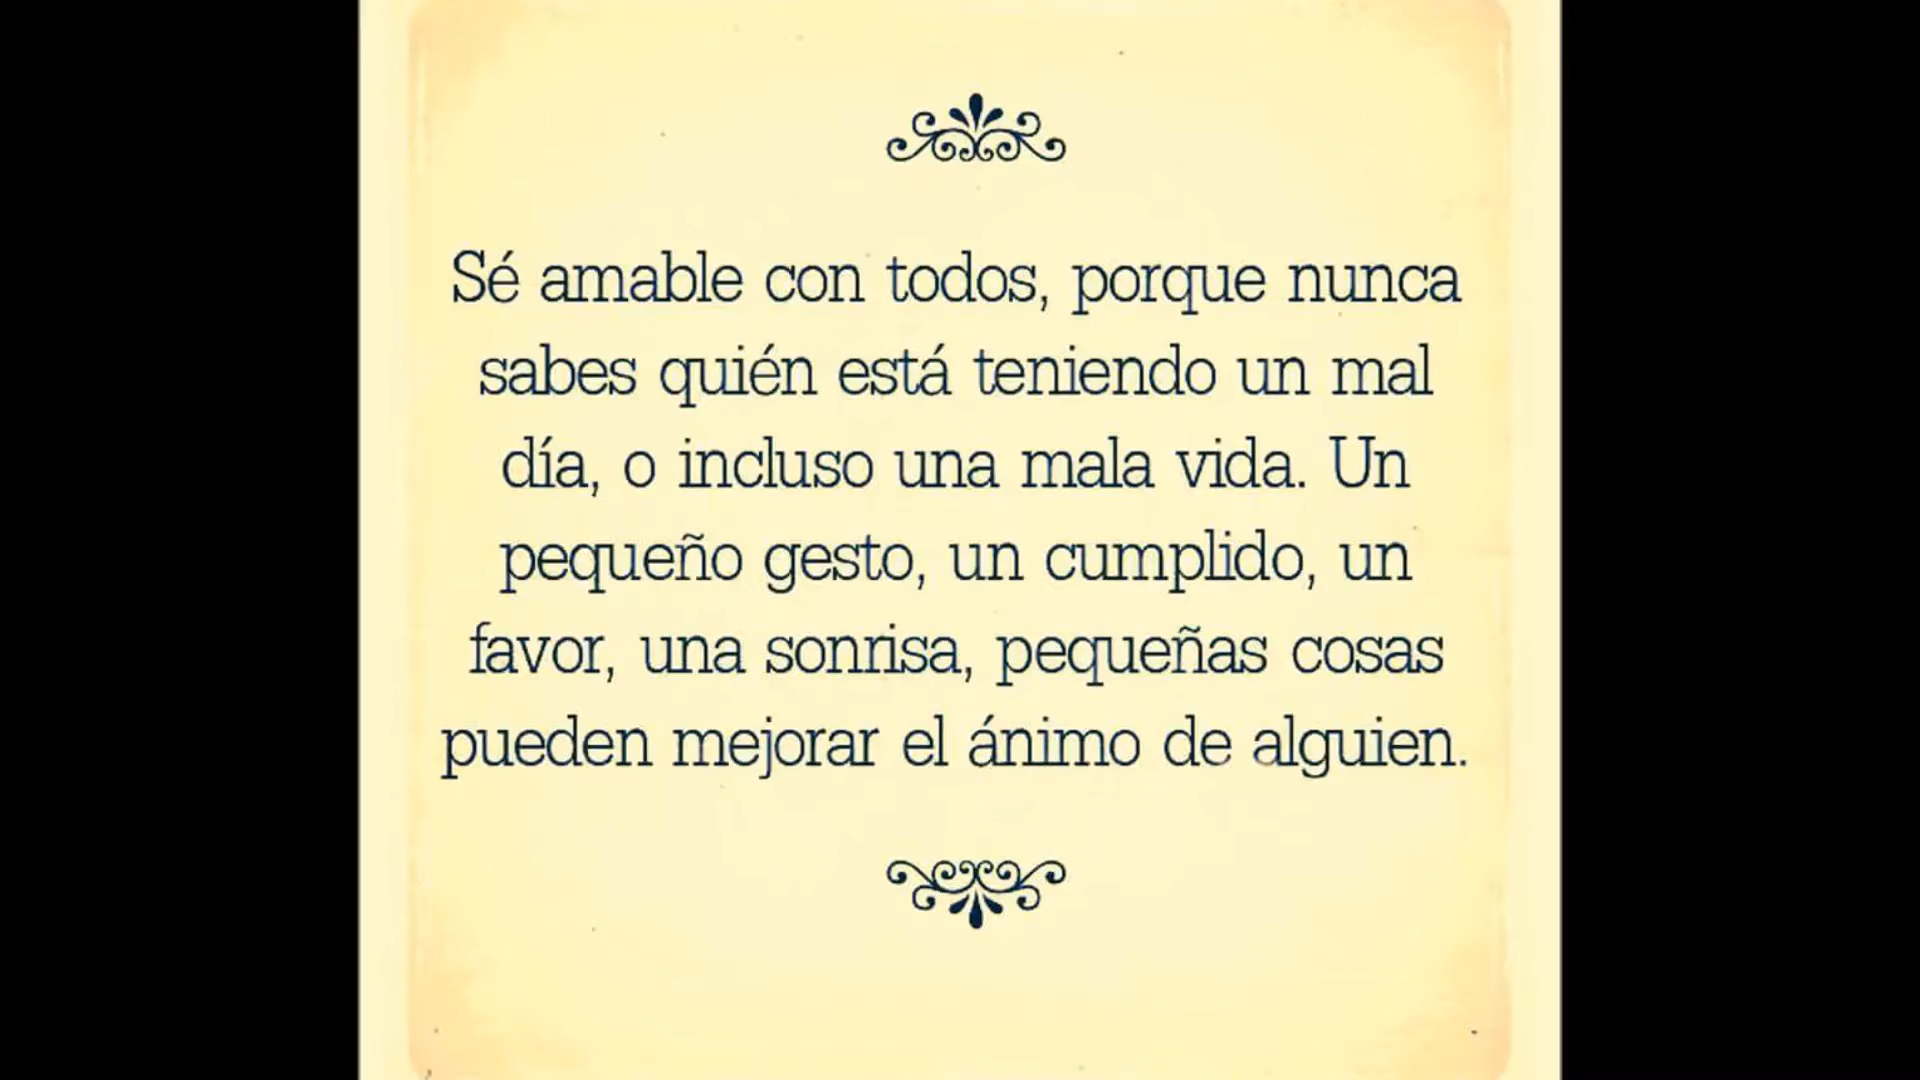 Sé amable con todos, porque nunca
sabes quién está teniendo un mal
día, o incluso una mala vida. Un
pequeño gesto, un cumplido, un
favor, una sonrisa, pequeñas cosas
pueden mejorar el ánimo de alguien.